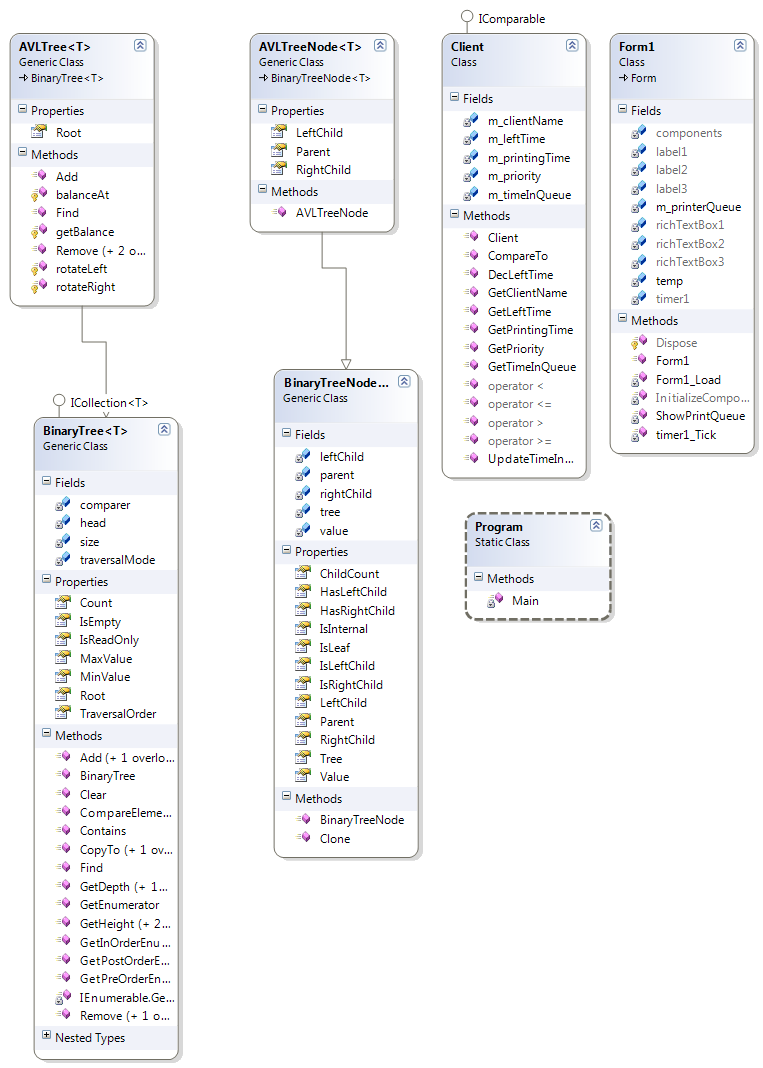 AVLTree<T>
Generic Class
BinaryTree<T>
Properties
Root
Methods
Add
balanceAt
Find
getBalance
Remove (+ 2 o...
rotateLeft
rotateRight
AVLTreeNode<T>
Generic Class
BinaryTreeNode<T>
Properties
LeftChild
Parent
RightChild
Methods
AVLTreeNode
IComparable
Client
Class
Fields
m_clientName
m_leftTime
m_printingTime
m_priority
m_timeInQueue
Methods
Client
CompareTo
DecLeftTime
GetClientName
GetLeftTime
GetPrintingTime
GetPriority
GetTimeInQueue
operator <
operator <=
operator >
operator >=
UpdateTimeIn...
Form1
Class
Form
Fields
components
label1
label2
label3
m_printerQueue
richTextBox1
richTextBox2
richTextBox3
temp
timer1
Methods
Dispose
Form1
Form1_Load
InitializeCompo...
ShowPrintQueue
timer1_Tick
ICollection<T>
BinaryTree<T>
Generic Class
Fields
comparer
head
size
traversalMode
Properties
Count
IsEmpty
IsReadOnly
MaxValue
MinValue
Root
TraversalOrder
Methods
Add (+ 1 overlo...
BinaryTree
Clear
CompareEleme...
Contains
CopyTo (+ 1 ov...
Find
GetDepth (+ 1...
GetEnumerator
GetHeight (+ 2...
GetInOrderEnu...
GetPostOrderE...
GetPreOrderEn...
IEnumerable.Ge...
Remove (+ 1 o...
Nested Types
BinaryTreeNode...
Generic Class
Fields
leftChild
parent
rightChild
tree
value
Properties
ChildCount
HasLeftChild
HasRightChild
IsInternal
IsLeaf
IsLeftChild
IsRightChild
LeftChild
Parent
RightChild
Tree
Value
Methods
BinaryTreeNode
Clone
Program
Static Class
Methods
Main